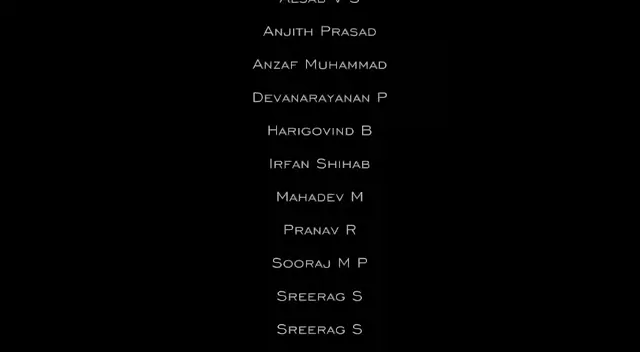 Anjith Prasad
Anzaf Muhammad
Devanarayanan P
Harigovind B
Irfan Shihab
Mahadev M
Pranav R
Sooraj M P
Sreerag S
Sreerag S